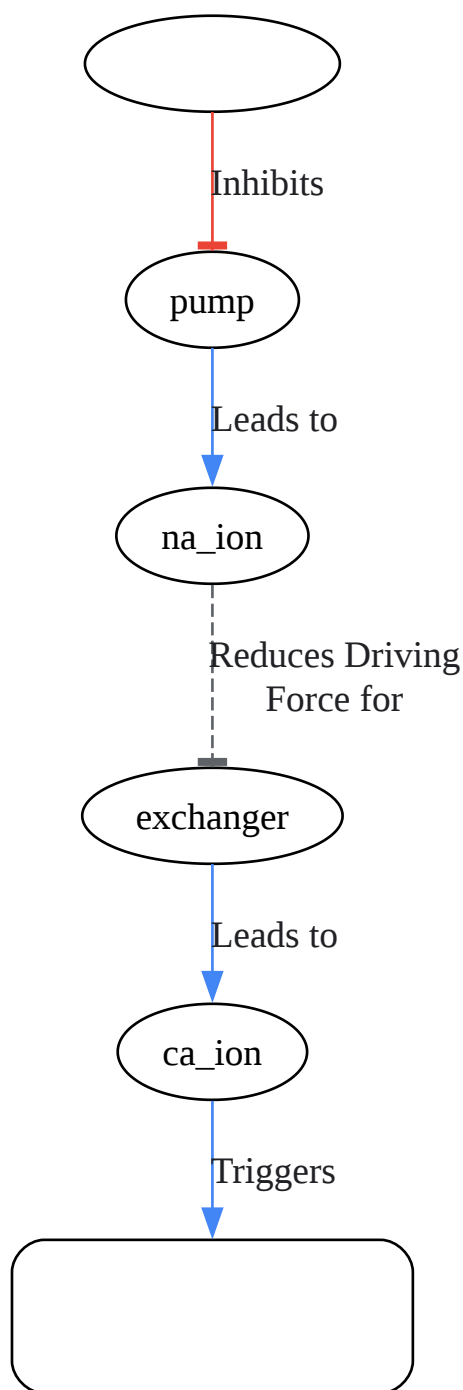 Inhibits
pump
Leads to
na_ion
Reduces Driving
Force for
exchanger
Leads to
ca_ion
Triggers